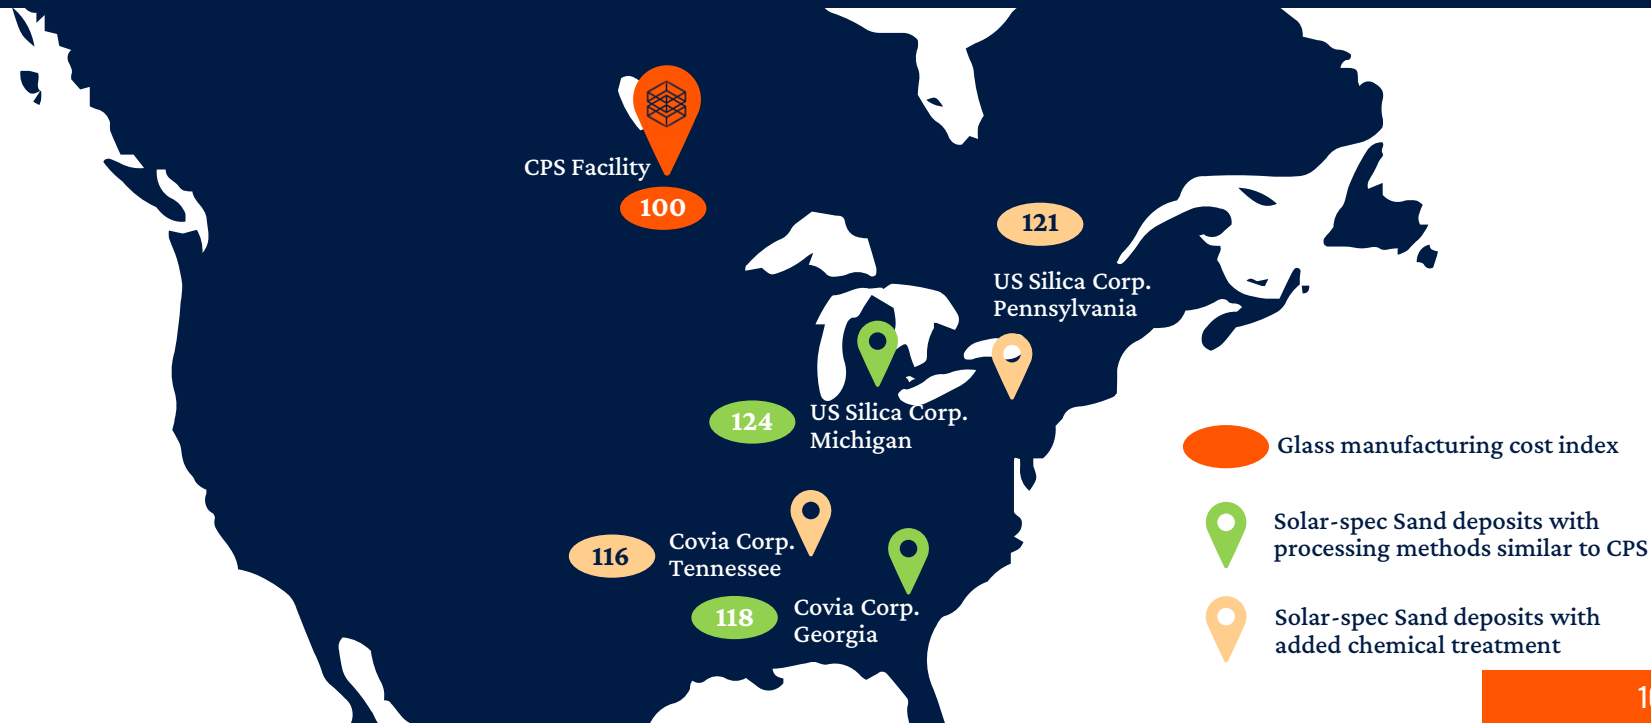 CPS Facility
100
121
US Silica Corp.
Pennsylvania
124
US Silica Corp.
Michigan
116
Covia Corp.
Tennessee
118
Covia Corp.
Georgia
Glass manufacturing cost index
Solar-spec Sand deposits with
processing methods similar to CPS
Solar-spec Sand deposits with
added chemical treatment